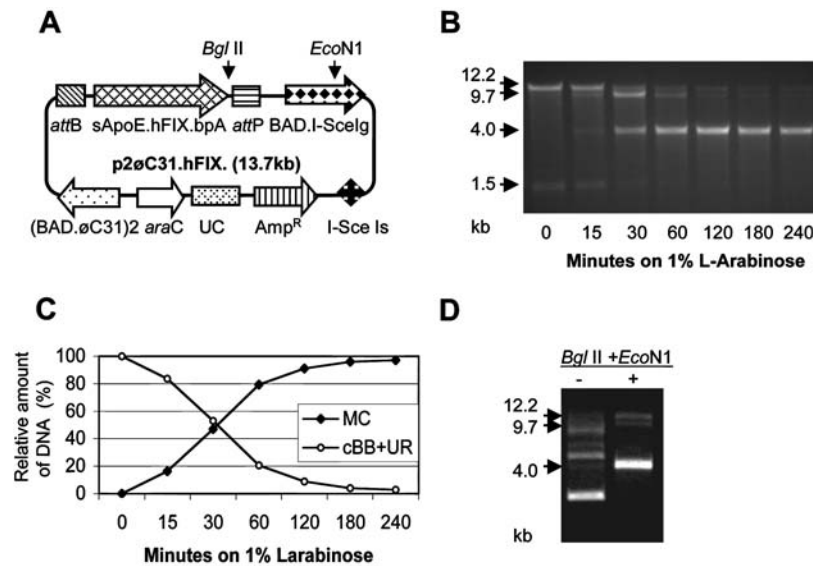 A
Bgl II
EcoN1
attB sApoE.hFIX.bpA attP BAD.I-SceIg
p2øC31.hFIX. (13.7kb)
(BAD.øC31)2 araC UC AmpR I-Sce Is
B
12.2
9.7
4.0
1.5
kb
0 15 30 60 120 180 240
Minutes on 1% L-Arabinose
C
Relative amount
of DNA (%)
100
80
60
40
20
0
MC
cBB+UR
0 15 30 60 120 180 240
Minutes on 1% Larabinose
D
Bgl II +EcoN1
- +
12.2
9.7
4.0
kb